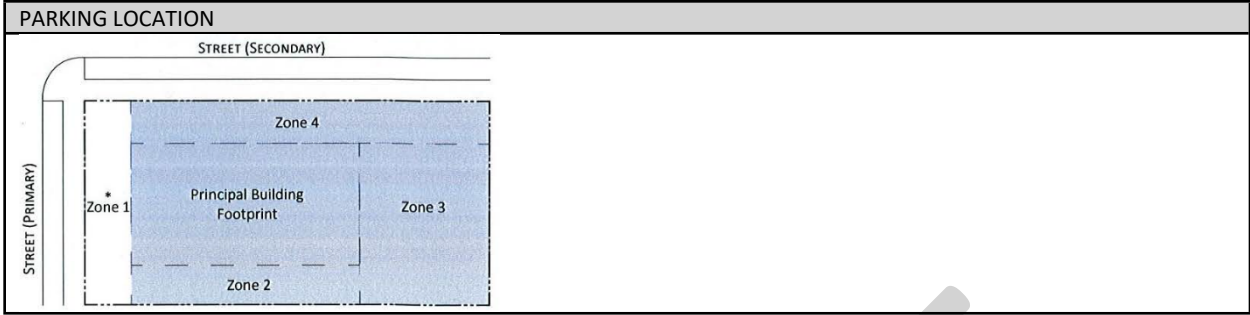 PARKING LOCATION
STREET (SECONDARY)
Zone 4
STREET (PRIMARY)
*
Zone 1
Principal Building
Footprint
Zone 3
Zone 2